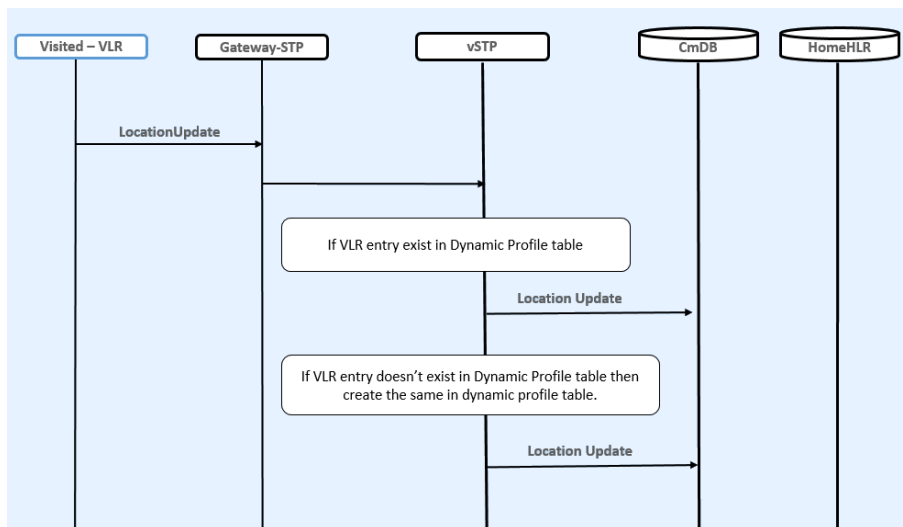 Visited – VLR
Gateway-STP
vSTP
CmDB
HomeHLR
LocationUpdate
If VLR entry exist in Dynamic Profile table
Location Update
If VLR entry doesn’t exist in Dynamic Profile table then
create the same in dynamic profile table.
Location Update